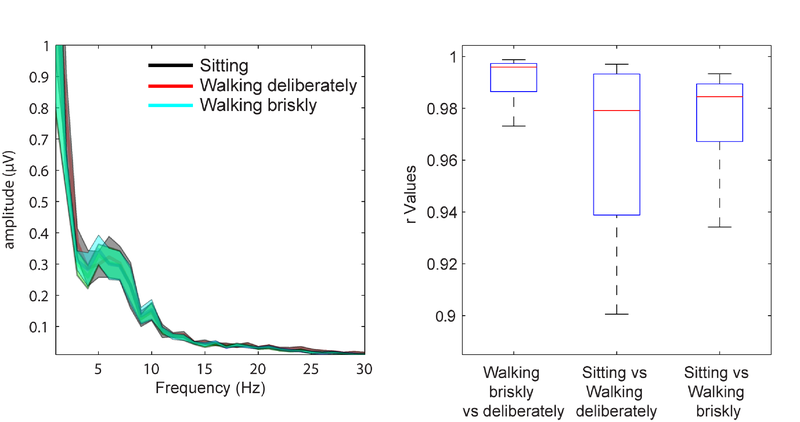 1
0.9
0.8
0.7
0.6
0.5
0.4
0.3
0.2
0.1
amplitude (µV)
Sitting
Walking deliberately
Walking briskly
5 10 15 20 25 30
Frequency (Hz)
1
0.98
0.96
0.94
0.92
0.9
r Values
Walking
briskly
vs deliberately
Sitting vs
Walking
deliberately
Sitting vs
Walking
briskly